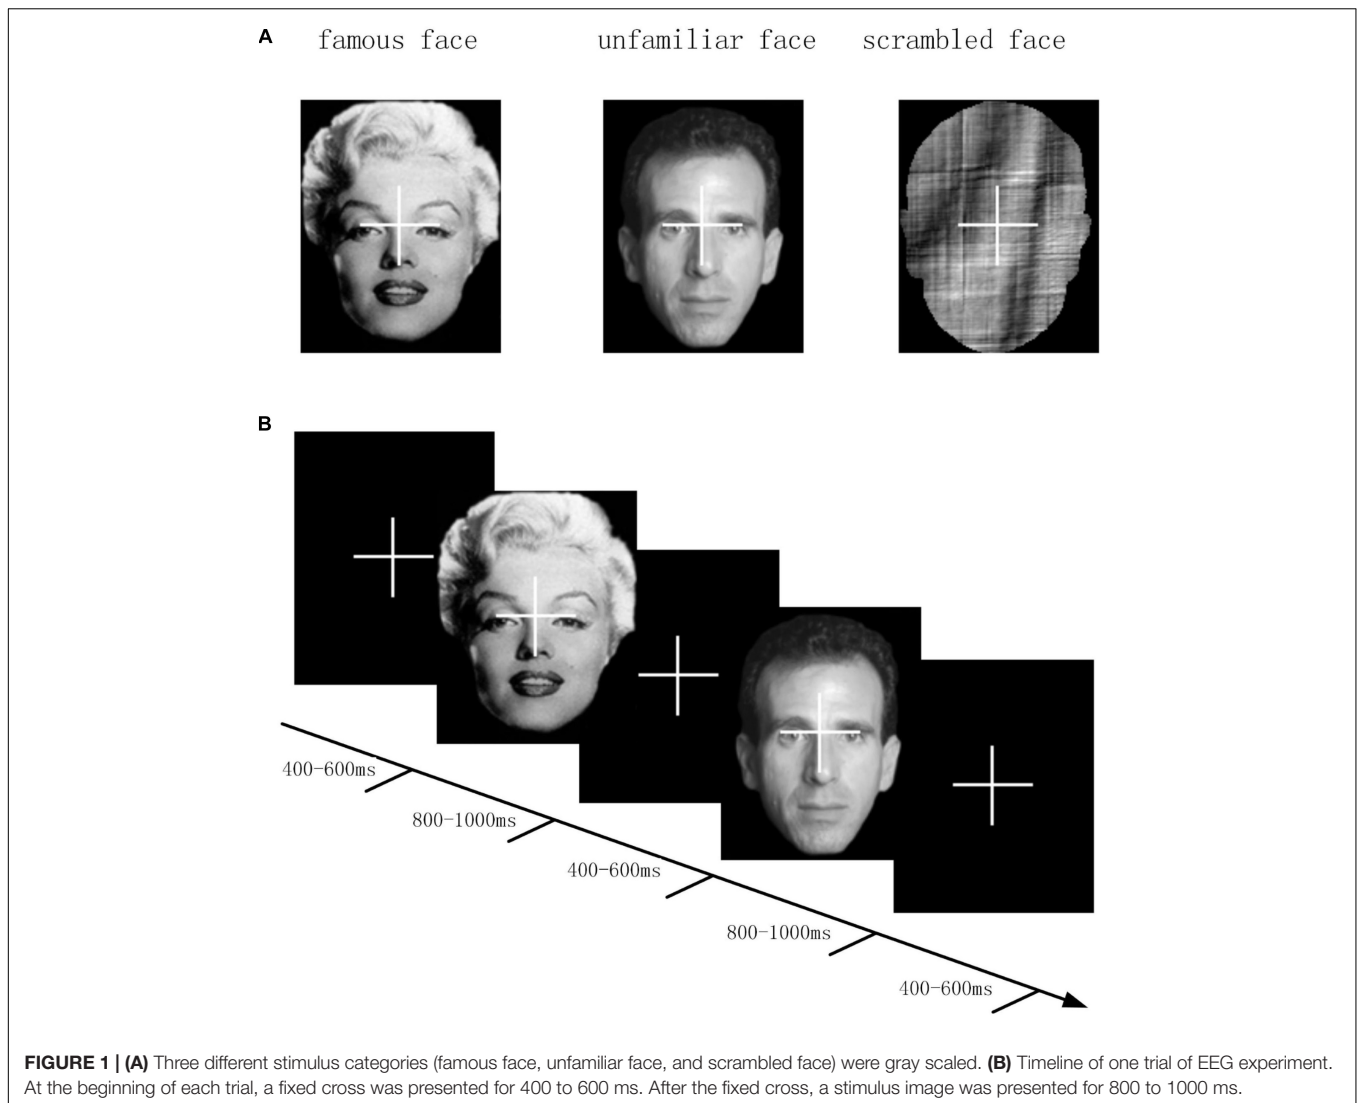 A
famous face unfamiliar face scrambled face
B
400-600ms
800-1000ms
400-600ms
800-1000ms
400-600ms
FIGURE 1 | (A) Three different stimulus categories (famous face, unfamiliar face, and scrambled face) were gray scaled. (B) Timeline of one trial of EEG experiment.
At the beginning of each trial, a fixed cross was presented for 400 to 600 ms. After the fixed cross, a stimulus image was presented for 800 to 1000 ms.